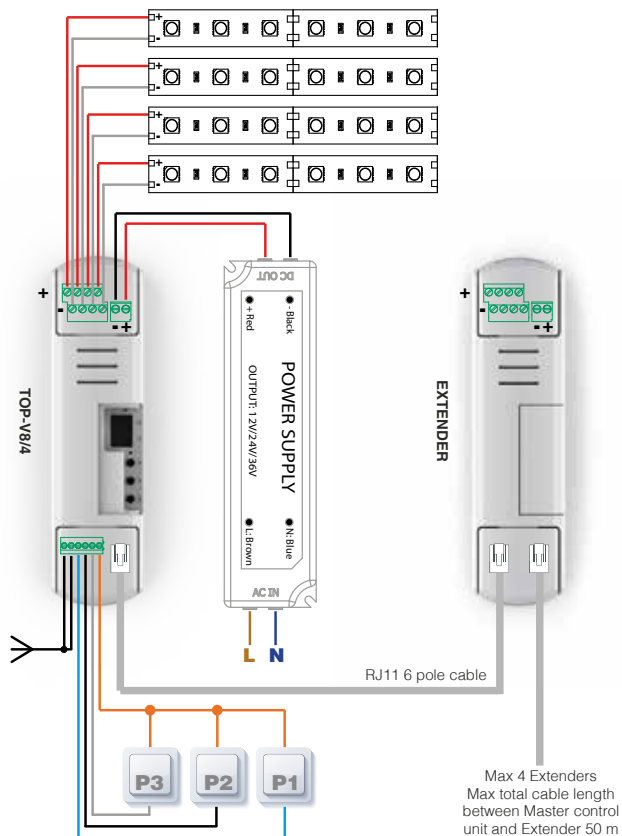 +
-
+
-
+
-
+
-
+
-
- +
TOP-V8/4
DC OUT
+ Red
- Black
POWER SUPPLY
OUTPUT: 12V/24V/36V
L: Brown
N: Blue
AC IN
L N
+
-
- +
EXTENDER
RJ11 6 pole cable
P3 P2 P1
Max 4 Extenders
Max total cable length
between Master control
unit and Extender 50 m